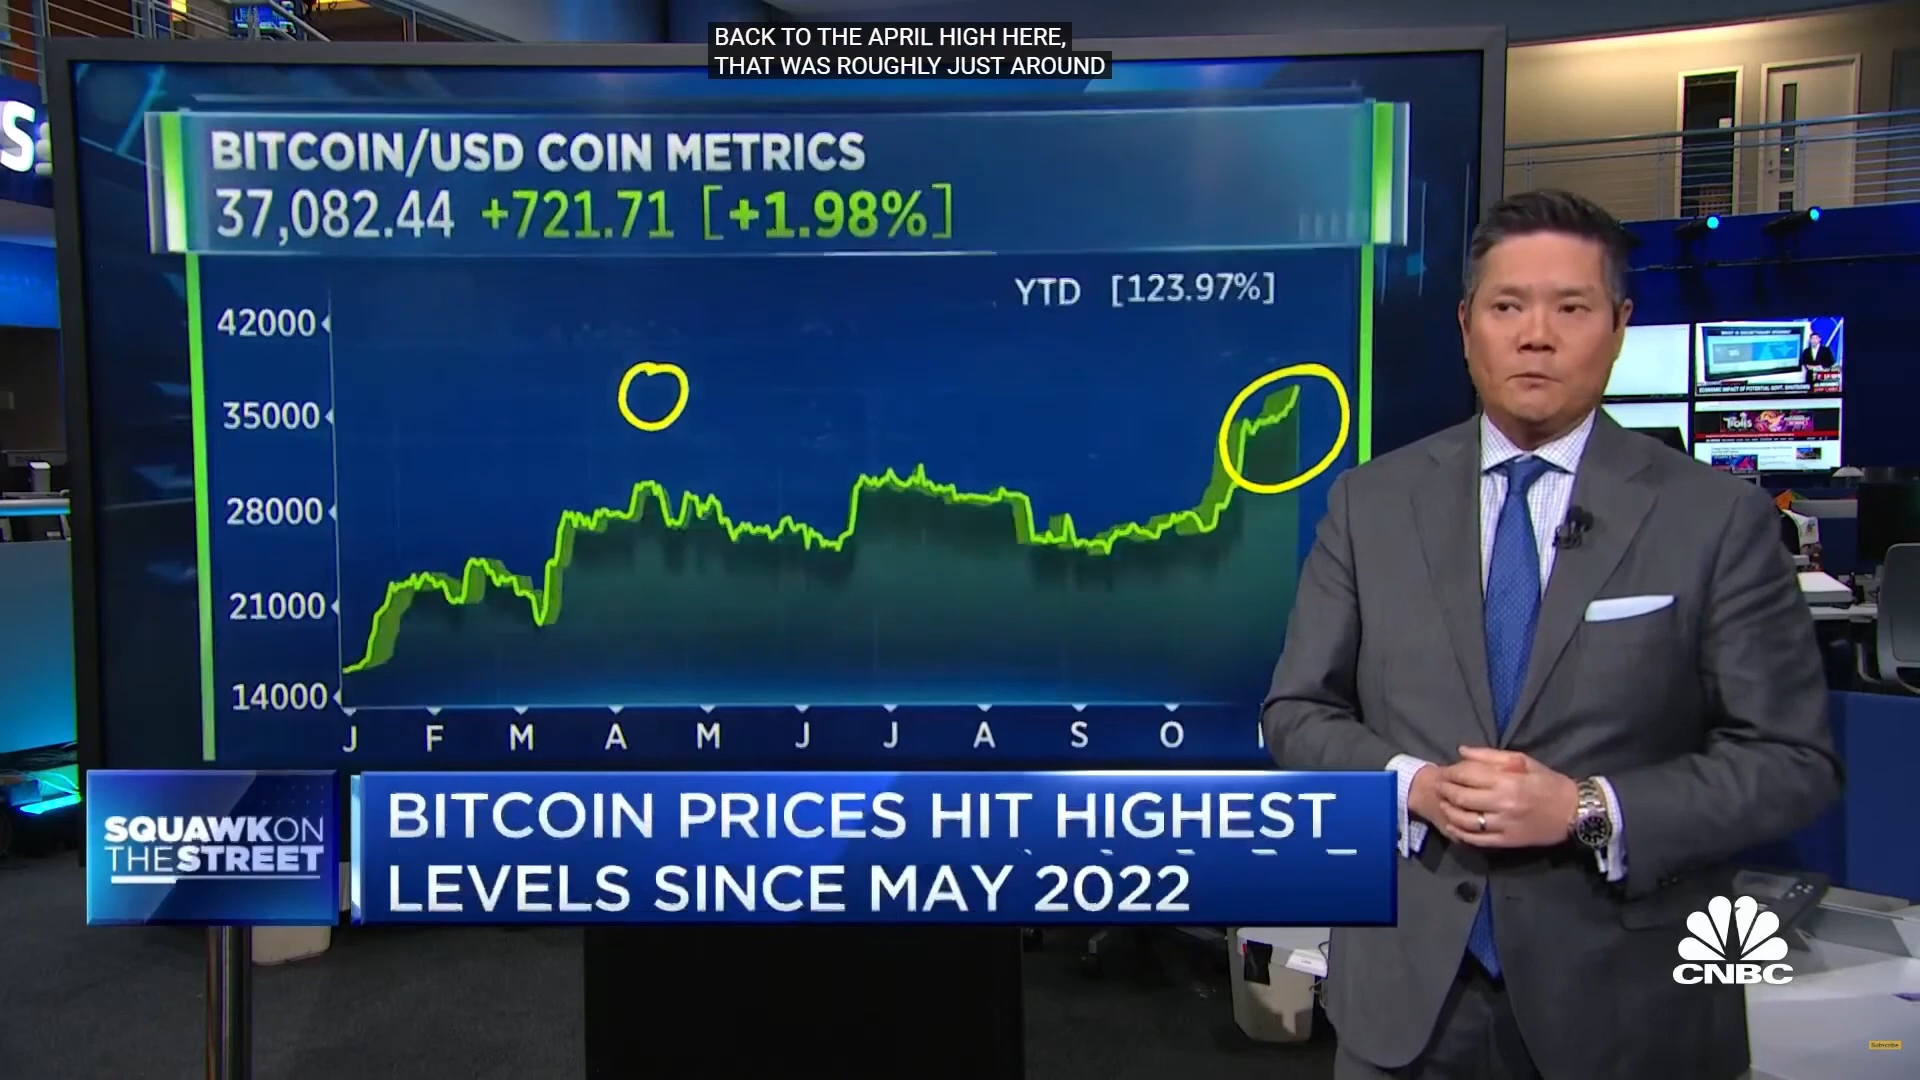 BACK TO THE APRIL HIGH HERE,
THAT WAS ROUGHLY JUST AROUND
S
BITCOIN/USD COIN METRICS
37,082.44 +721.71 [+1.98%]
YTD [123.97%]
42000
35000
28000
21000
14000
J F M A M J J A S O
Trolls
SQUAWK ON
THE STREET
BITCOIN PRICES HIT HIGHEST
LEVELS SINCE MAY 2022
CNBC
Subscribe